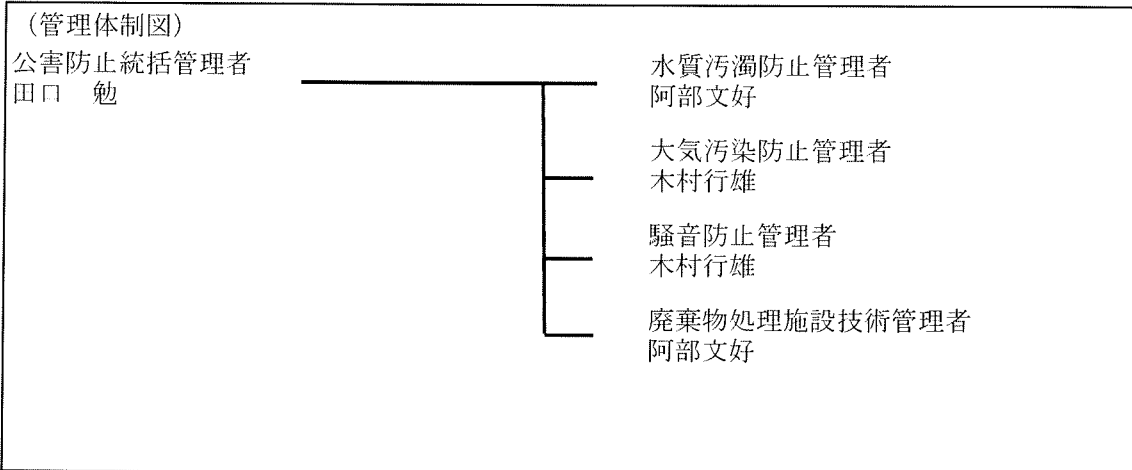 （管理体制図）
公害防止統括管理者
田口　勉
水質汚濁防止管理者
阿部文好
大気汚染防止管理者
木村行雄
騒音防止管理者
木村行雄
廃棄物処理施設技術管理者
阿部文好